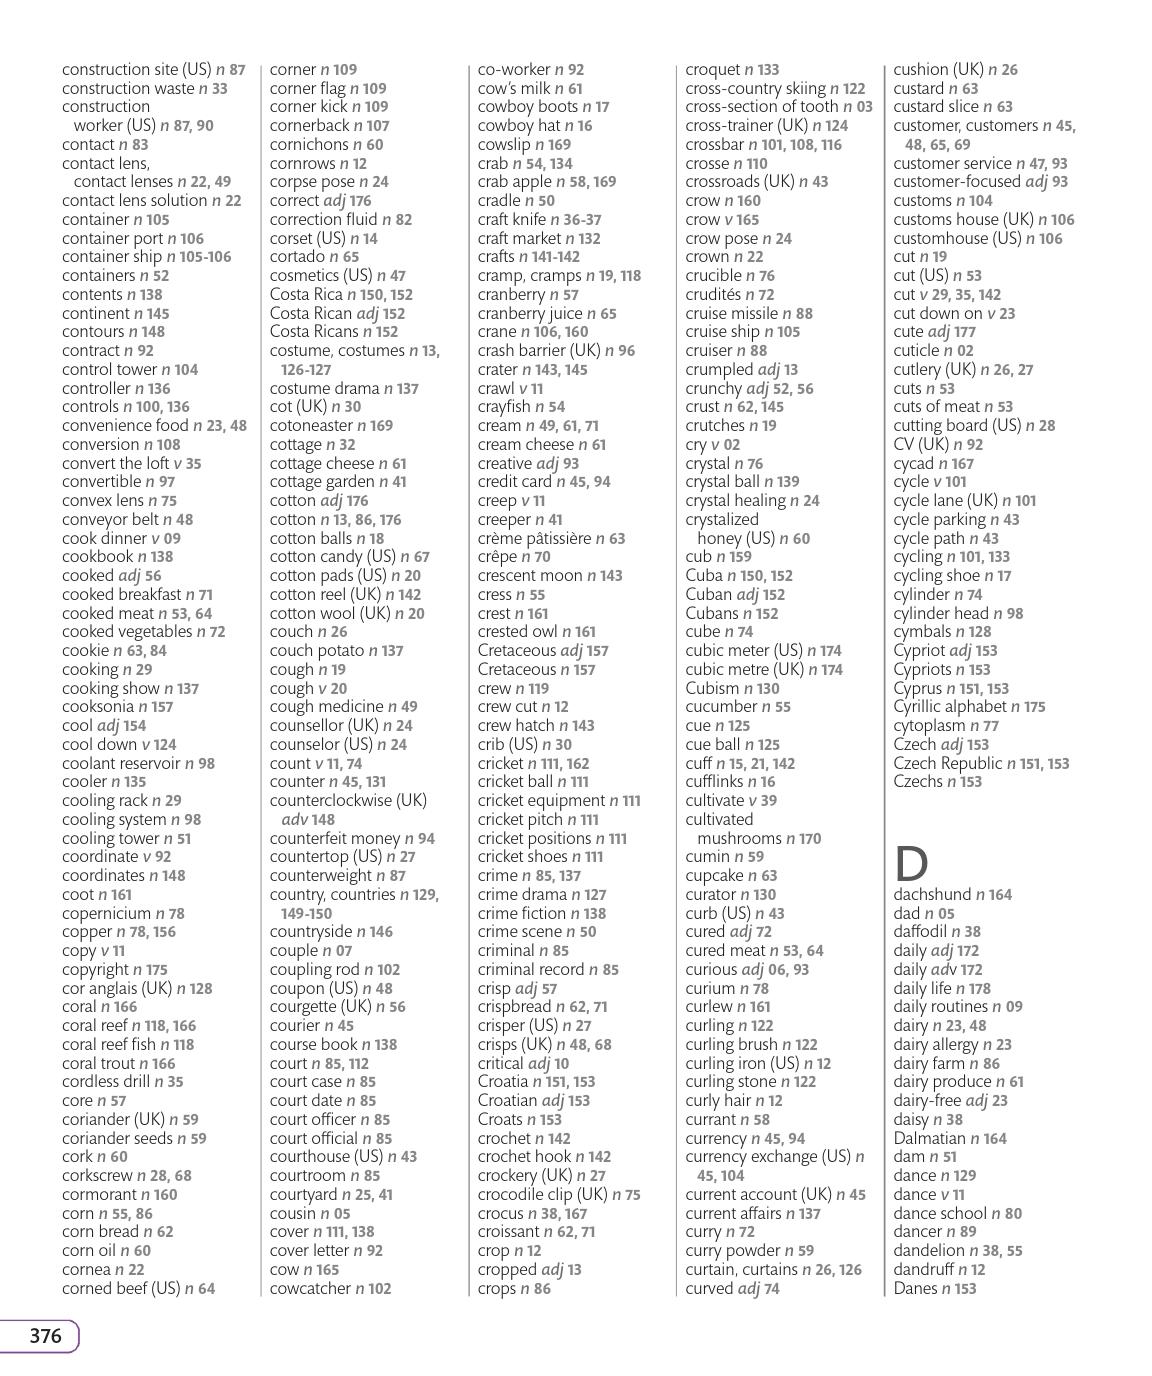 construction site (US) n 87
construction waste n 33
construction
worker (US) n 87, 90
contact n 83
contact lens,
contact lenses n 22, 49
contact lens solution n 22
container n 105
container port n 106
container ship n 105-106
containers n 52
contents n 138
continent n 145
contours n 148
contract n 92
control tower n 104
controller n 136
controls n 100, 136
convenience food n 23, 48
conversion n 108
convert the loft v 35
convertible n 97
convex lens n 75
conveyor belt n 48
cook dinner v 09
cookbook n 138
cooked adj 56
cooked breakfast n 71
cooked meat n 53, 64
cooked vegetables n 72
cookie n 63, 84
cooking n 29
cooking show n 137
cooksonia n 157
cool adj 154
cool down v 124
coolant reservoir n 98
cooler n 135
cooling rack n 29
cooling system n 98
cooling tower n 51
coordinate v 92
coordinates n 148
coot n 161
copernicium n 78
copper n 78, 156
copy v 11
copyright n 175
cor anglais (UK) n 128
coral n 166
coral reef n 118, 166
coral reef fish n 118
coral trout n 166
cordless drill n 35
core n 57
coriander (UK) n 59
coriander seeds n 59
cork n 60
corkscrew n 28, 68
cormorant n 160
corn n 55, 86
corn bread n 62
corn oil n 60
cornea n 22
corned beef (US) n 64
corner n 109
corner flag n 109
corner kick n 109
cornerback n 107
cornichons n 60
cornrows n 12
corpse pose n 24
correct adj 176
correction fluid n 82
corset (US) n 14
cortado n 65
cosmetics (US) n 47
Costa Rica n 150, 152
Costa Rican adj 152
Costa Ricans n 152
costume, costumes n 13,
126-127
costume drama n 137
cot (UK) n 30
cotoneaster n 169
cottage n 32
cottage cheese n 61
cottage garden n 41
cotton adj 176
cotton n 13, 86, 176
cotton balls n 18
cotton candy (US) n 67
cotton pads (US) n 20
cotton reel (UK) n 142
cotton wool (UK) n 20
couch n 26
couch potato n 137
cough n 19
cough v 20
cough medicine n 49
counsellor (UK) n 24
counselor (US) n 24
count v 11, 74
counter n 45, 131
counterclockwise (UK)
adv 148
counterfeit money n 94
countertop (US) n 27
counterweight n 87
country, countries n 129,
149-150
countryside n 146
couple n 07
coupling rod n 102
coupon (US) n 48
courgette (UK) n 56
courier n 45
course book n 138
court n 85, 112
court case n 85
court date n 85
court officer n 85
court official n 85
courthouse (US) n 43
courtroom n 85
courtyard n 25, 41
cousin n 05
cover n 111, 138
cover letter n 92
cow n 165
cowcatcher n 102
co-worker n 92
cow's milk n 61
cowboy boots n 17
cowboy hat n 16
cowslip n 169
crab n 54, 134
crab apple n 58, 169
cradle n 50
craft knife n 36-37
craft market n 132
crafts n 141-142
cramp, cramps n 19, 118
cranberry n 57
cranberry juice n 65
crane n 106, 160
crash barrier (UK) n 96
crater n 143, 145
crawl v 11
crayfish n 54
cream n 49, 61, 71
cream cheese n 61
creative adj 93
credit card n 45, 94
creep v 11
creeper n 41
crème pâtissière n 63
crêpe n 70
crescent moon n 143
cress n 55
crest n 161
crested owl n 161
Cretaceous adj 157
Cretaceous n 157
crew n 119
crew cut n 12
crew hatch n 143
crib (US) n 30
cricket n 111, 162
cricket ball n 111
cricket equipment n 111
cricket pitch n 111
cricket positions n 111
cricket shoes n 111
crime n 85, 137
crime drama n 127
crime fiction n 138
crime scene n 50
criminal n 85
criminal record n 85
crisp adj 57
crispbread n 62, 71
crisper (US) n 27
crisps (UK) n 48, 68
critical adj 10
Croatia n 151, 153
Croatian adj 153
Croats n 153
crochet n 142
crochet hook n 142
crockery (UK) n 27
crocodile clip (UK) n 75
crocus n 38, 167
croissant n 62, 71
crop n 12
cropped adj 13
crops n 86
croquet n 133
cross-country skiing n 122
cross-section of tooth n 03
cross-trainer (UK) n 124
crossbar n 101, 108, 116
crosse n 110
crossroads (UK) n 43
crow n 160
crow v 165
crow pose n 24
crown n 22
crucible n 76
crudités n 72
cruise missile n 88
cruise ship n 105
cruiser n 88
crumpled adj 13
crunchy adj 52, 56
crust n 62, 145
crutches n 19
cry v 02
crystal n 76
crystal ball n 139
crystal healing n 24
crystalized
honey (US) n 60
cub n 159
Cuba n 150, 152
Cuban adj 152
Cubans n 152
cube n 74
cubic meter (US) n 174
cubic metre (UK) n 174
Cubism n 130
cucumber n 55
cue n 125
cue ball n 125
cuff n 15, 21, 142
cufflinks n 16
cultivate v 39
cultivated
mushrooms n 170
cumin n 59
cupcake n 63
curator n 130
curb (US) n 43
cured adj 72
cured meat n 53, 64
curious adj 06, 93
curium n 78
curlew n 161
curling n 122
curling brush n 122
curling iron (US) n 12
curling stone n 122
curly hair n 12
currant n 58
currency n 45, 94
currency exchange (US) n
45, 104
current account (UK) n 45
current affairs n 137
curry n 72
curry powder n 59
curtain, curtains n 26, 126
curved adj 74
cushion (UK) n 26
custard n 63
custard slice n 63
customer, customers n 45,
48, 65, 69
customer service n 47, 93
customer-focused adj 93
customs n 104
customs house (UK) n 106
customhouse (US) n 106
cut n 19
cut (US) n 53
cut v 29, 35, 142
cut down on v 23
cute adj 177
cuticle n 02
cutlery (UK) n 26, 27
cuts n 53
cuts of meat n 53
cutting board (US) n 28
CV (UK) n 92
cycad n 167
cycle v 101
cycle lane (UK) n 101
cycle parking n 43
cycle path n 43
cycling n 101, 133
cycling shoe n 17
cylinder n 74
cylinder head n 98
cymbals n 128
Cypriot adj 153
Cypriots n 153
Cyprus n 151, 153
Cyrillic alphabet n 175
cytoplasm n 77
Czech adj 153
Czech Republic n 151, 153
Czechs n 153
D
dachshund n 164
dad n 05
daffodil n 38
daily adj 172
daily adv 172
daily life n 178
daily routines n 09
dairy n 23, 48
dairy allergy n 23
dairy farm n 86
dairy produce n 61
dairy-free adj 23
daisy n 38
Dalmatian n 164
dam n 51
dance n 129
dance v 11
dance school n 80
dancer n 89
dandelion n 38, 55
dandruff n 12
Danes n 153
376